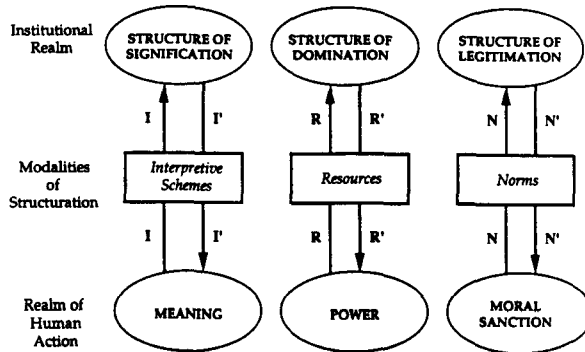 Institutional
Realm
STRUCTURE OF
SIGNIFICATION
STRUCTURE OF
DOMINATION
STRUCTURE OF
LEGITIMATION
I I' R R' N N'
Modalities
of
Structuration
Interpretive
Schemes
Resources
Norms
I I' R R' N N'
Realm of
Human
Action
MEANING
POWER
MORAL
SANCTION